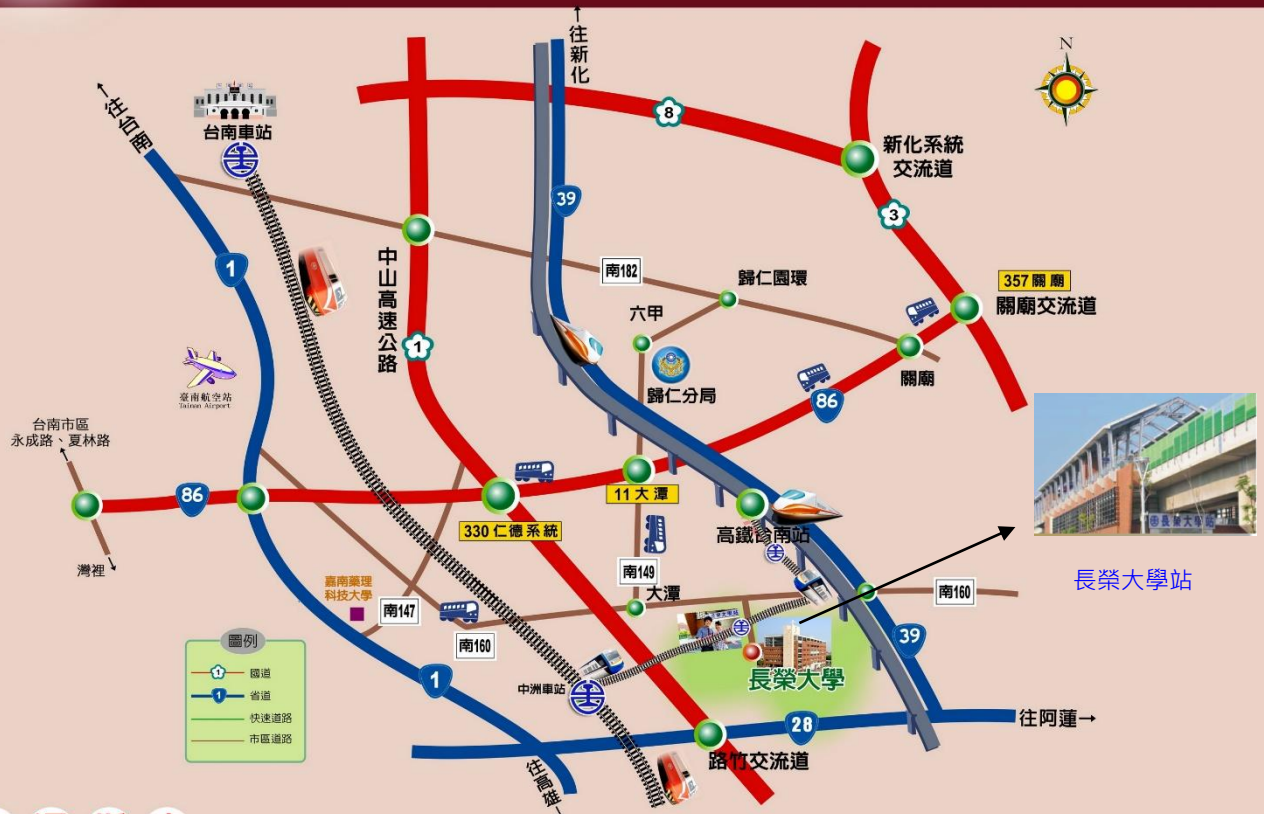 往新化
N
往台南
台南車站
8
新化系統
交流道
39
3
1
中山高速公路
南182
歸仁園環
357 關廟
關廟交流道
六甲
1
歸仁分局
關廟
臺南航空站
Tainan Airport
86
台南市區
永成路、夏林路
86
11 大潭
330 仁德系統
高鐵台南站
長榮大學站
灣裡
長榮大學站
嘉南藥理
科技大學
南147
南149
大潭
南160
南160
39
圖例
1 國道
1 省道
快速道路
市區道路
1
中洲車站
長榮大學
28
往阿蓮
路竹交流道
往高雄